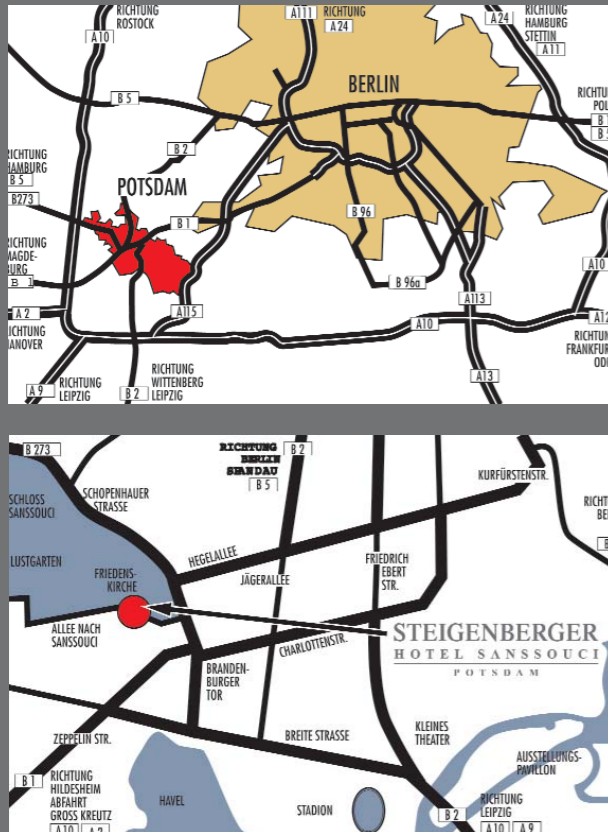 RICHTUNG
ROSTOCK
A10
A111
RICHTUNG
A24
A24
RICHTUNG
HAMBURG
STETTIN
A11
BERLIN
B 5
B 2
POTSDAM
B 5
B273
B 1
B 96
B 1
A 2
A115
B 96a
A113
A10
A10
A 9
RICHTUNG
LEIPZIG
B 2
RICHTUNG
WITTENBERG
LEIPZIG
A13
B 273
RICHTUNG
BERLIN
SPANDAU
B 2
B 5
KURFÜRSTENSTR.
SCHLOSS
SANSSOUCI
SCHOPENHAUER
STRASSE
LUSTGARTEN
HEGELALLEE
FRIEDENS-
KIRCHE
JÄGERALLEE
FRIEDRICH
EBERT
STR.
ALLEE NACH
SANSSOUCI
CHARLOTTENSTR.
STEIGENBERGER
HOTEL SANSSOUCI
POTSDAM
BRANDEN-
BURGER
TOR
ZEPPELIN STR.
BREITE STRASSE
KLEINES
THEATER
AUSSTELLUNGS-
PAVILLON
B 1
RICHTUNG
HILDESHEIM
ABFAHRT
GROSS KREUTZ
A10
A 2
HAVEL
STADION
B 2
RICHTUNG
LEIPZIG
A10
A 9